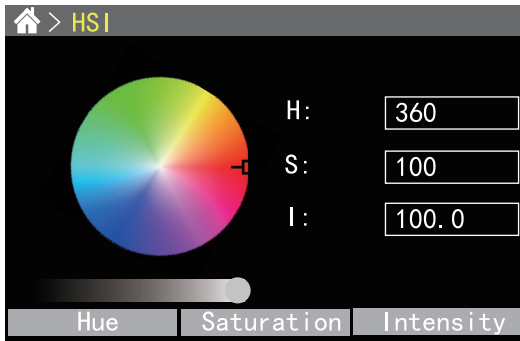 > HSI
H: 360
S: 100
I: 100.0
Hue Saturation Intensity